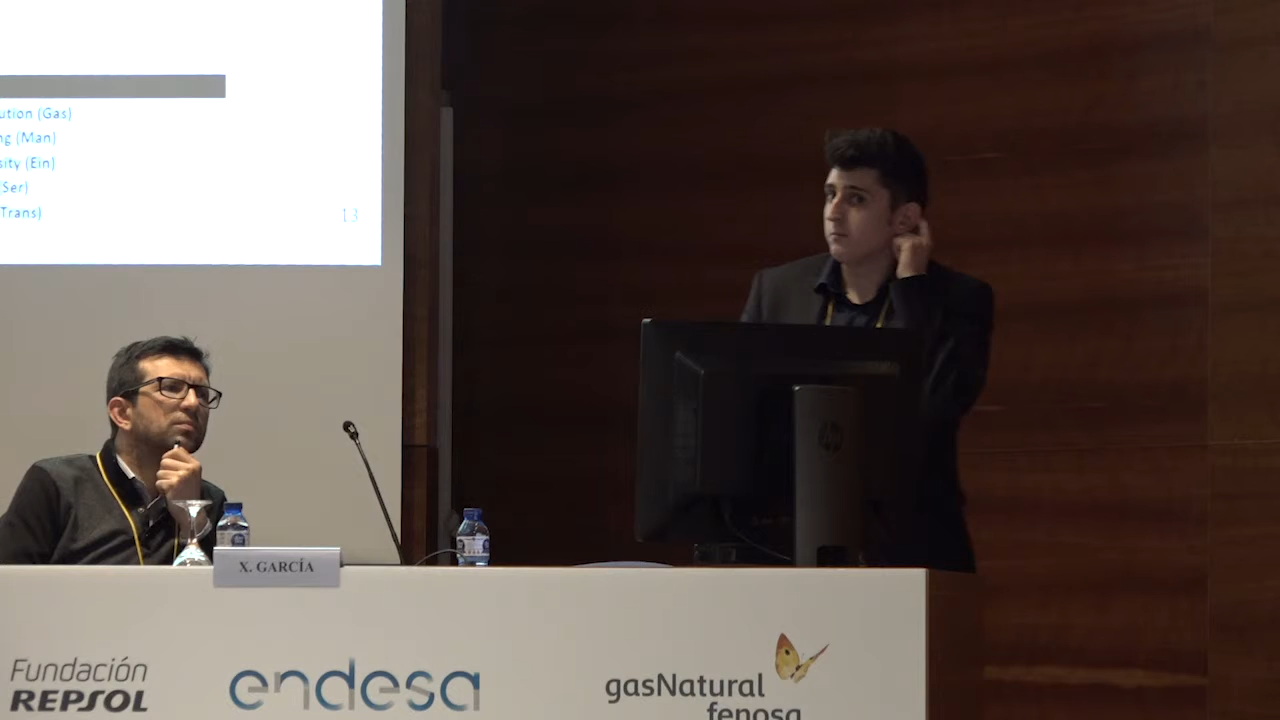 ution (Gas)
ng (Man)
sity (Ein)
(Ser)
Trans)
13
X. GARCÍA
Fundación
REPSOL
endesa
gasNatural
fenosa